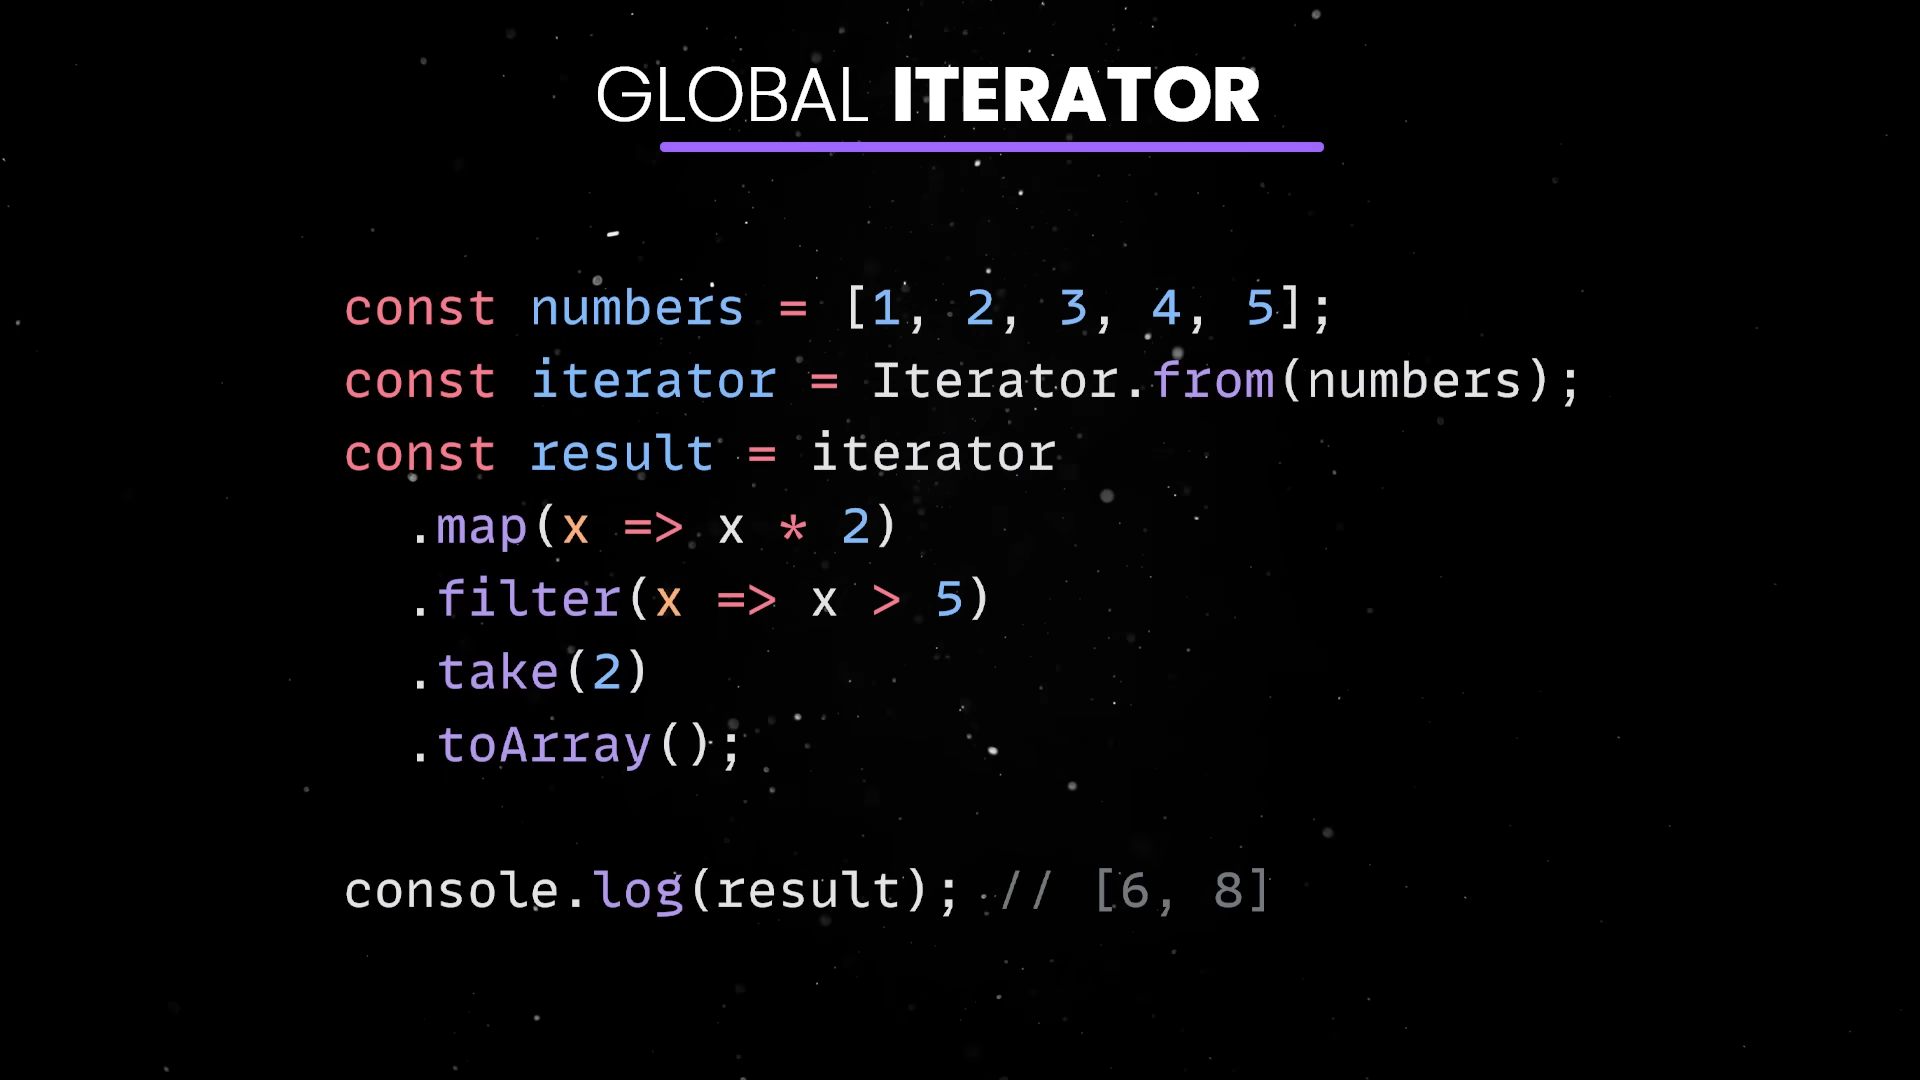 GLOBAL ITERATOR
const numbers = [1, 2, 3, 4, 5];
const iterator = Iterator.from(numbers);
const result = iterator
  .map(x => x * 2)
  .filter(x => x > 5)
  .take(2)
  .toArray();
console.log(result); // [6, 8]